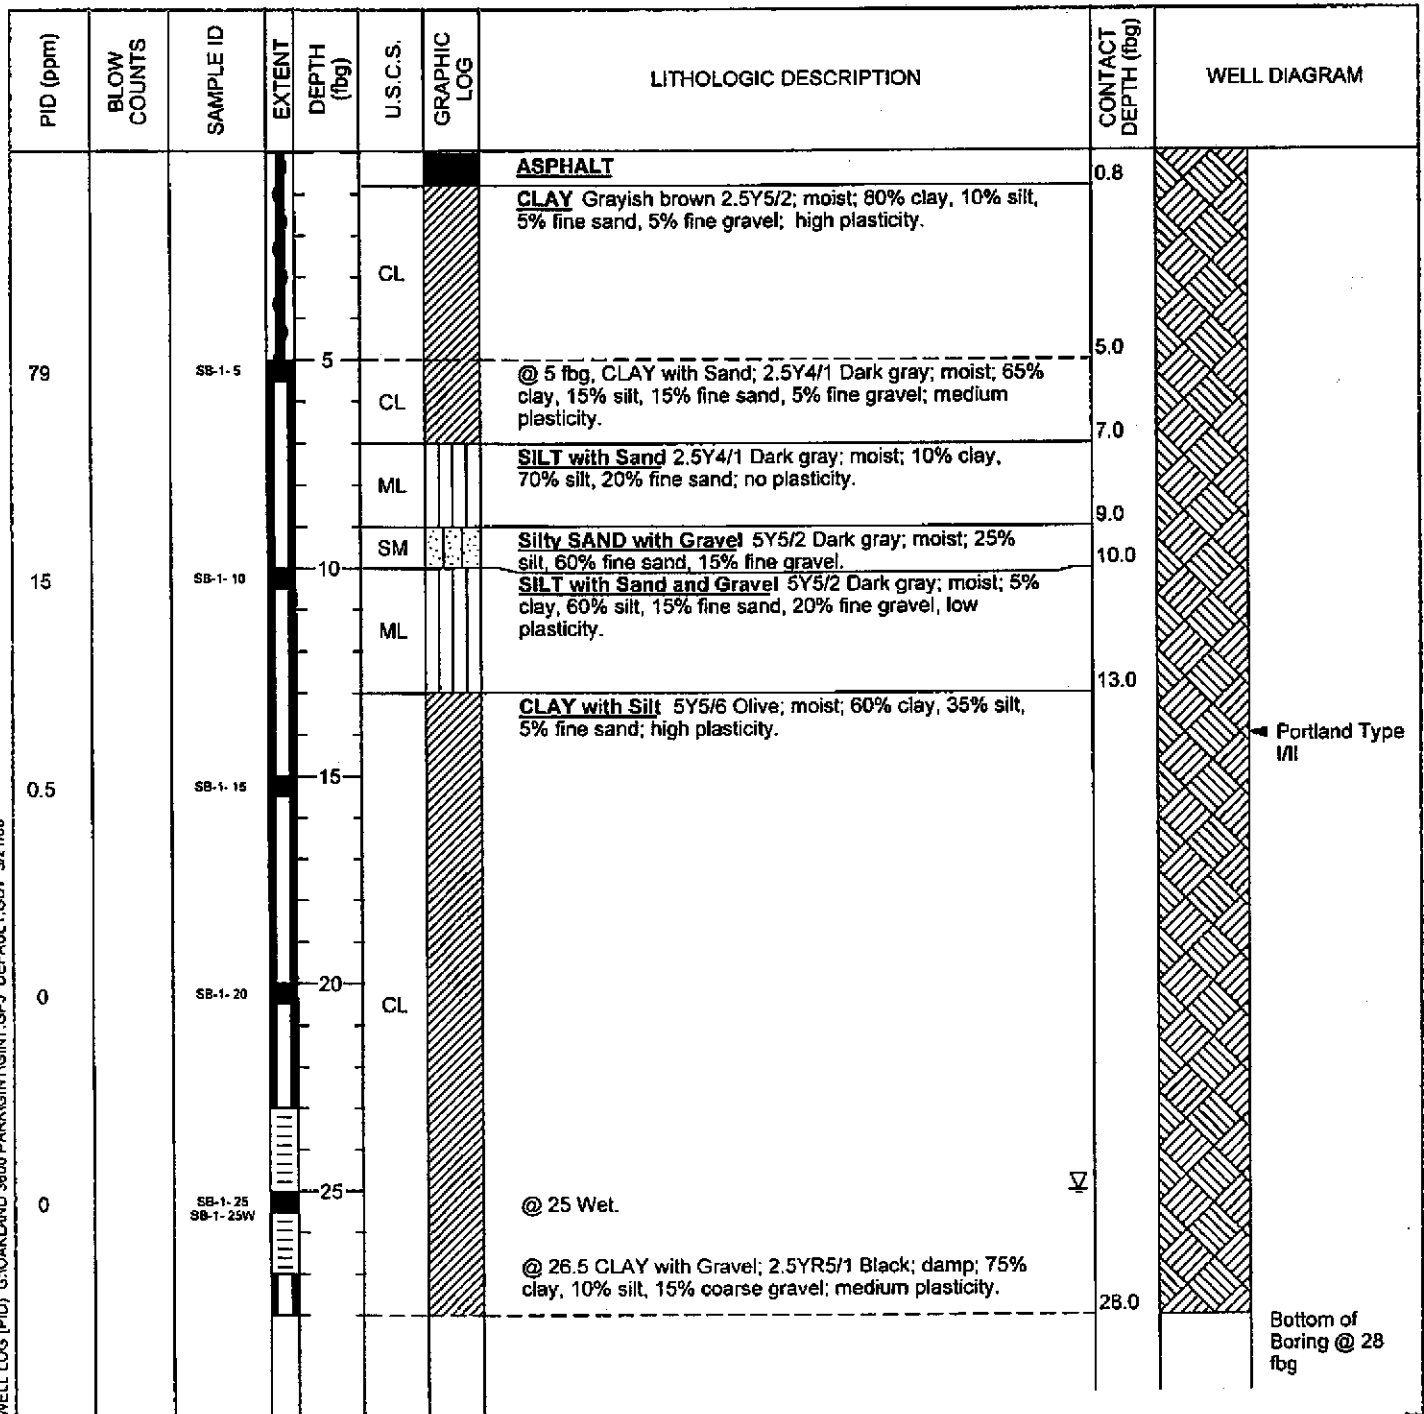 PID (ppm)
BLOW
COUNTS
SAMPLE ID
EXTENT
DEPTH
(fbg)
U.S.C.S.
GRAPHIC
LOG
LITHOLOGIC DESCRIPTION
CONTACT
DEPTH (fbg)
WELL DIAGRAM
ASPHALT
0.8
CLAY Grayish brown 2.5Y5/2; moist; 80% clay, 10% silt,
5% fine sand, 5% fine gravel; high plasticity.
CL
5.0
79
SB-1-5
5
@ 5 fbg, CLAY with Sand; 2.5Y4/1 Dark gray; moist; 65%
clay, 15% silt, 15% fine sand, 5% fine gravel; medium
plasticity.
CL
7.0
SILT with Sand 2.5Y4/1 Dark gray; moist; 10% clay,
70% silt, 20% fine sand; no plasticity.
ML
9.0
SM
Silty SAND with Gravel 5Y5/2 Dark gray; moist; 25%
silt, 60% fine sand, 15% fine gravel.
10.0
15
SB-1-10
10
SILT with Sand and Gravel 5Y5/2 Dark gray; moist; 5%
clay, 60% silt, 15% fine sand, 20% fine gravel, low
plasticity.
ML
13.0
CLAY with Silt 5Y5/6 Olive; moist; 60% clay, 35% silt,
5% fine sand; high plasticity.
Portland Type
I/II
0.5
SB-1-15
15
0
SB-1-20
20
CL
0
SB-1-25
SB-1-25W
25
@ 25 Wet.
@ 26.5 CLAY with Gravel; 2.5YR5/1 Black; damp; 75%
clay, 10% silt, 15% coarse gravel; medium plasticity.
28.0
Bottom of
Boring @ 28
fbg
WELL LOG (PID)